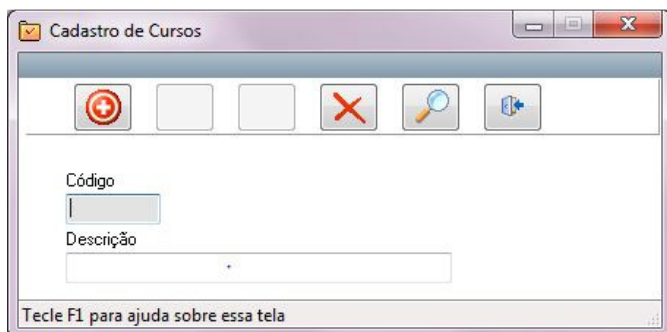 Cadastro de Cursos
Código
Descrição
Tecle F1 para ajuda sobre essa tela